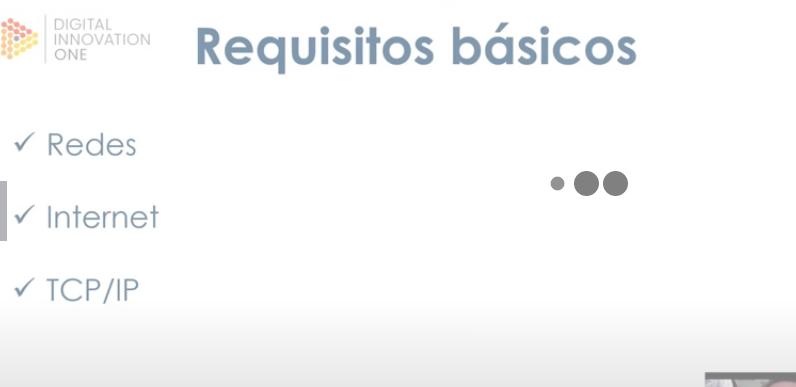 DIGITAL
INNOVATION
ONE
Requisitos básicos
Redes
Internet
TCP/IP